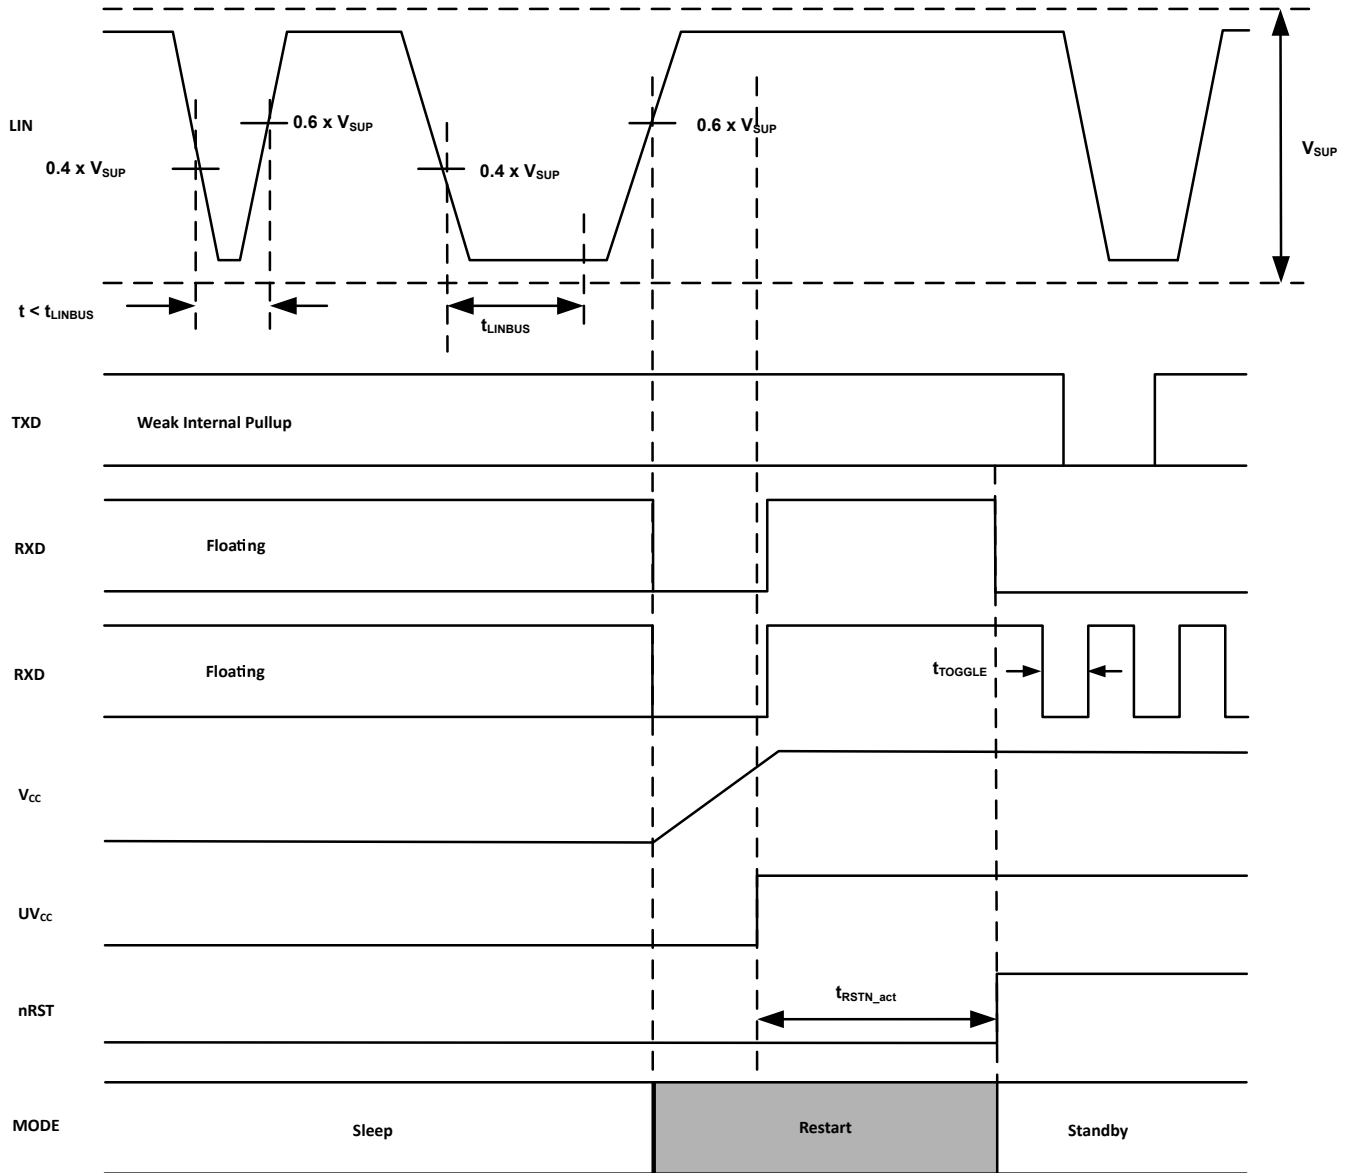 LIN
0.6 x VSUP
0.6 x VSUP
0.4 x VSUP
0.4 x VSUP
VSUP
t < tLINBUS
tLINBUS
TXD
Weak Internal Pullup
RXD
Floating
RXD
Floating
tTOGGLE
VCC
UVCC
nRST
tRSTN_act
MODE
Sleep
Restart
Standby